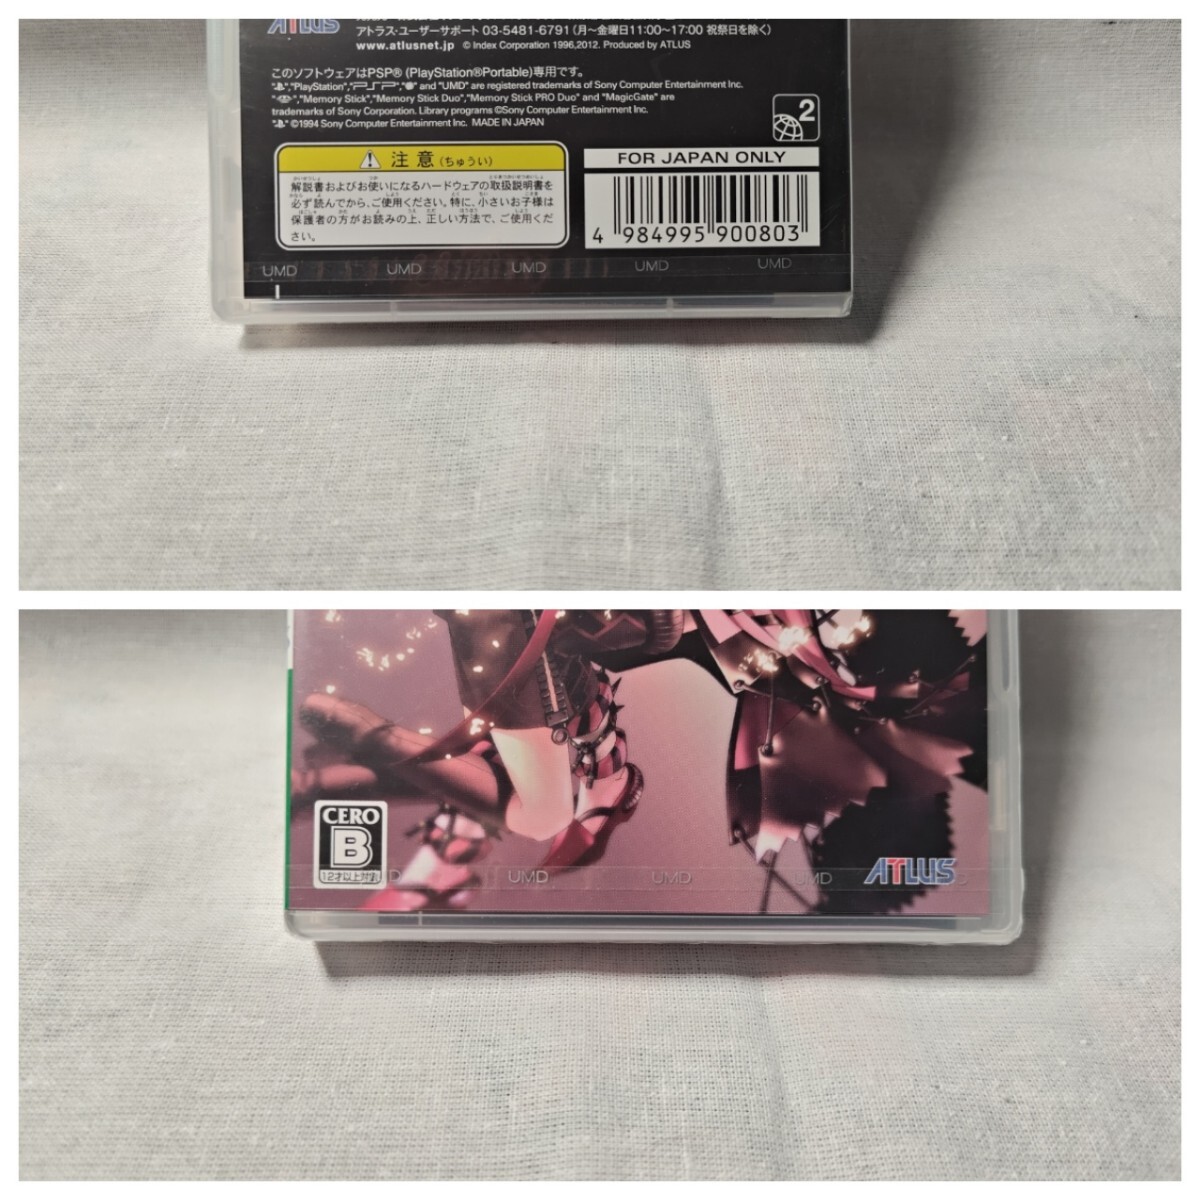 ATLUS
アトラス・ユーザーサポート 03-5481-6791(月〜金曜日11:00〜17:00 祝祭日を除く)
www.atlusnet.jp © Index Corporation 1996,2012. Produced by ATLUS
このソフトウェアはPSP®(PlayStation®Portable)専用です。
"PlayStation","PSP", and "UMD" are registered trademarks of Sony Computer Entertainment Inc.
"Memory Stick","Memory Stick Duo","Memory Stick PRO Duo" and "MagicGate" are
trademarks of Sony Corporation. Library programs ©Sony Computer Entertainment Inc.
©1994 Sony Computer Entertainment Inc. MADE IN JAPAN
2
注意(ちゅうい)
解説書およびお使いになるハードウェアの取扱説明書を
必ず読んでから、ご使用ください。特に、小さいお子様は
保護者の方がお読みの上、正しい方法で、ご使用くだ
さい。
FOR JAPAN ONLY
4 984995 900803
UMD UMD UMD UMD UMD
CERO
B
12才以上対象
UMD UMD UMD
ATLUS